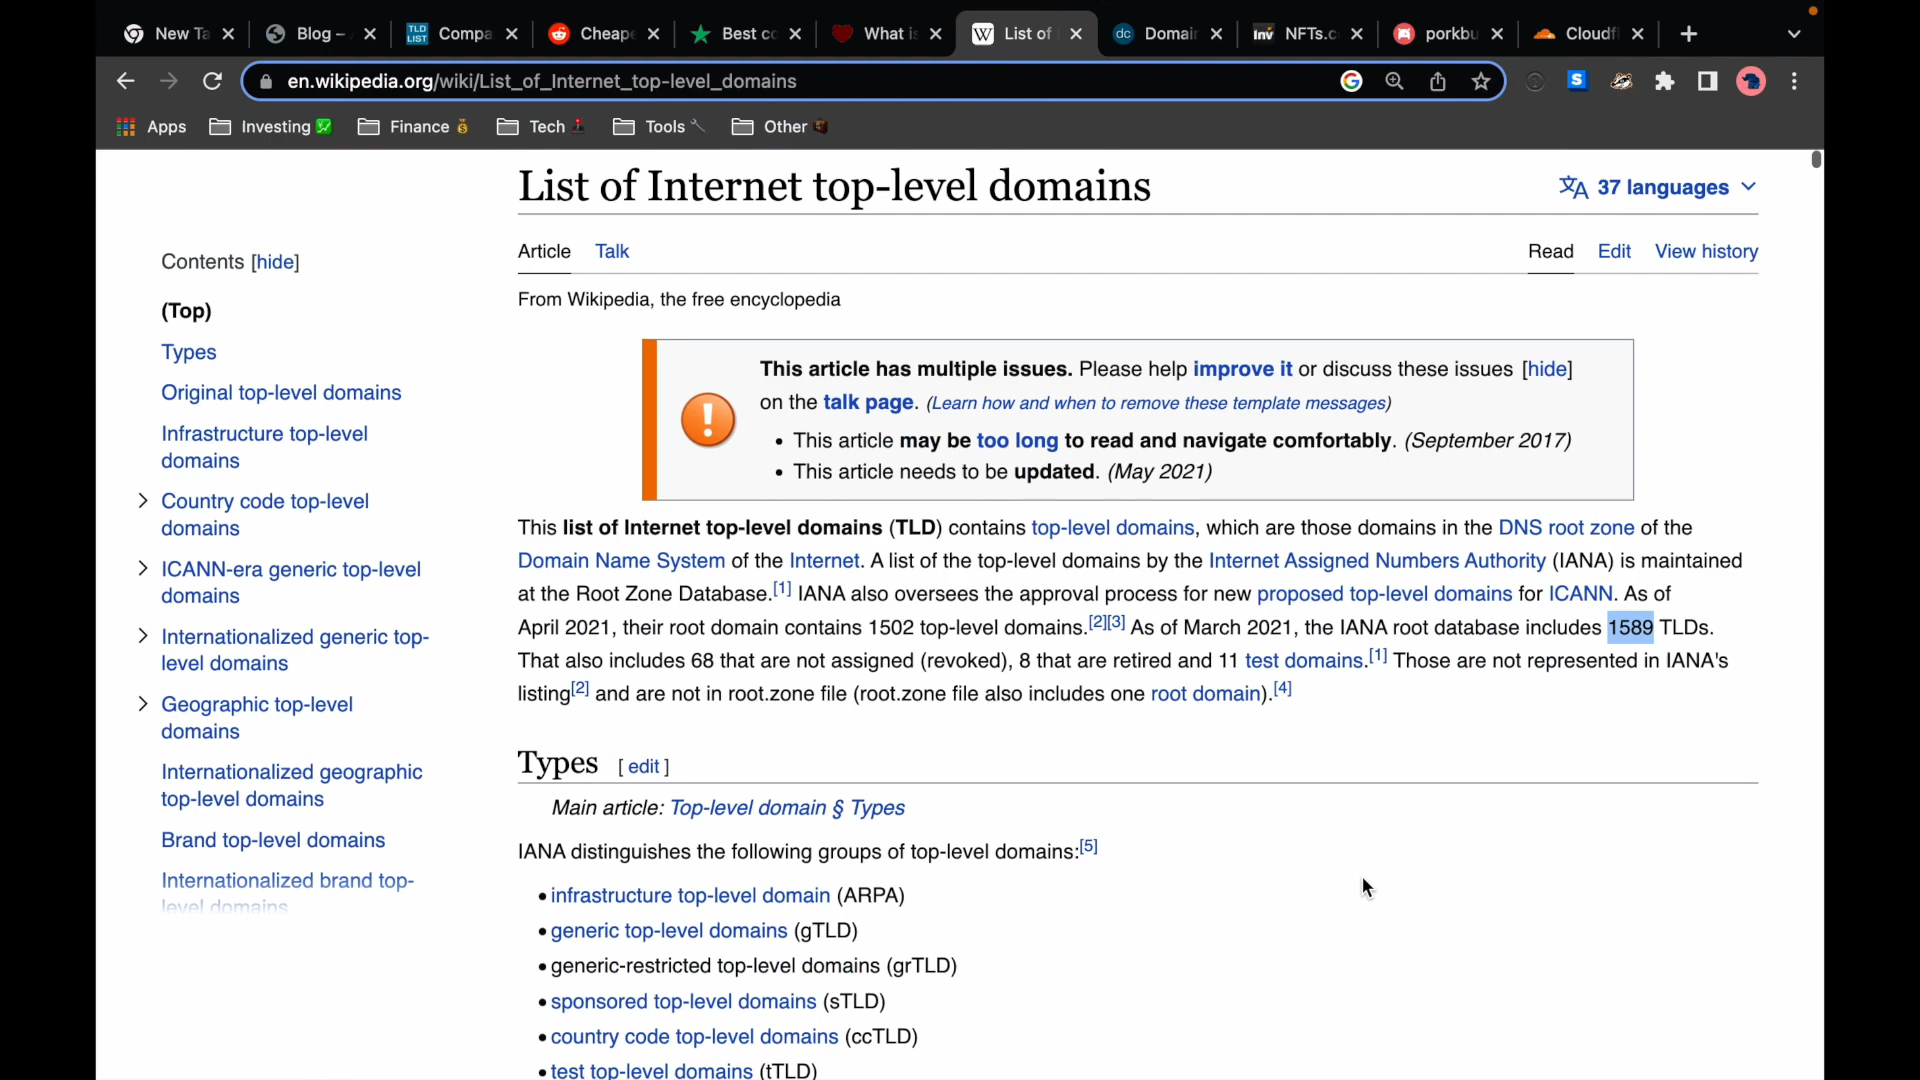 New Ta
Blog –
TLD LIST
Compa
Cheape
Best co
What is
W
List of
dc
Domain
inv
NFTs.c
porkbu
Cloudf
en.wikipedia.org/wiki/List_of_Internet_top-level_domains
Apps
Investing
Finance
Tech
Tools
Other
List of Internet top-level domains
37 languages
Article
Talk
Read
Edit
View history
From Wikipedia, the free encyclopedia
Contents [hide]
(Top)
Types
Original top-level domains
Infrastructure top-level
domains
Country code top-level
domains
ICANN-era generic top-level
domains
Internationalized generic top-
level domains
Geographic top-level
domains
Internationalized geographic
top-level domains
Brand top-level domains
Internationalized brand top-
level domains
This article has multiple issues. Please help improve it or discuss these issues [hide]
on the talk page. (Learn how and when to remove these template messages)
• This article may be too long to read and navigate comfortably. (September 2017)
• This article needs to be updated. (May 2021)
This list of Internet top-level domains (TLD) contains top-level domains, which are those domains in the DNS root zone of the
Domain Name System of the Internet. A list of the top-level domains by the Internet Assigned Numbers Authority (IANA) is maintained
at the Root Zone Database.[1] IANA also oversees the approval process for new proposed top-level domains for ICANN. As of
April 2021, their root domain contains 1502 top-level domains.[2][3] As of March 2021, the IANA root database includes 1589 TLDs.
That also includes 68 that are not assigned (revoked), 8 that are retired and 11 test domains.[1] Those are not represented in IANA's
listing[2] and are not in root.zone file (root.zone file also includes one root domain).[4]
Types [ edit ]
Main article: Top-level domain § Types
IANA distinguishes the following groups of top-level domains:[5]
• infrastructure top-level domain (ARPA)
• generic top-level domains (gTLD)
• generic-restricted top-level domains (grTLD)
• sponsored top-level domains (sTLD)
• country code top-level domains (ccTLD)
• test top-level domains (tTLD)